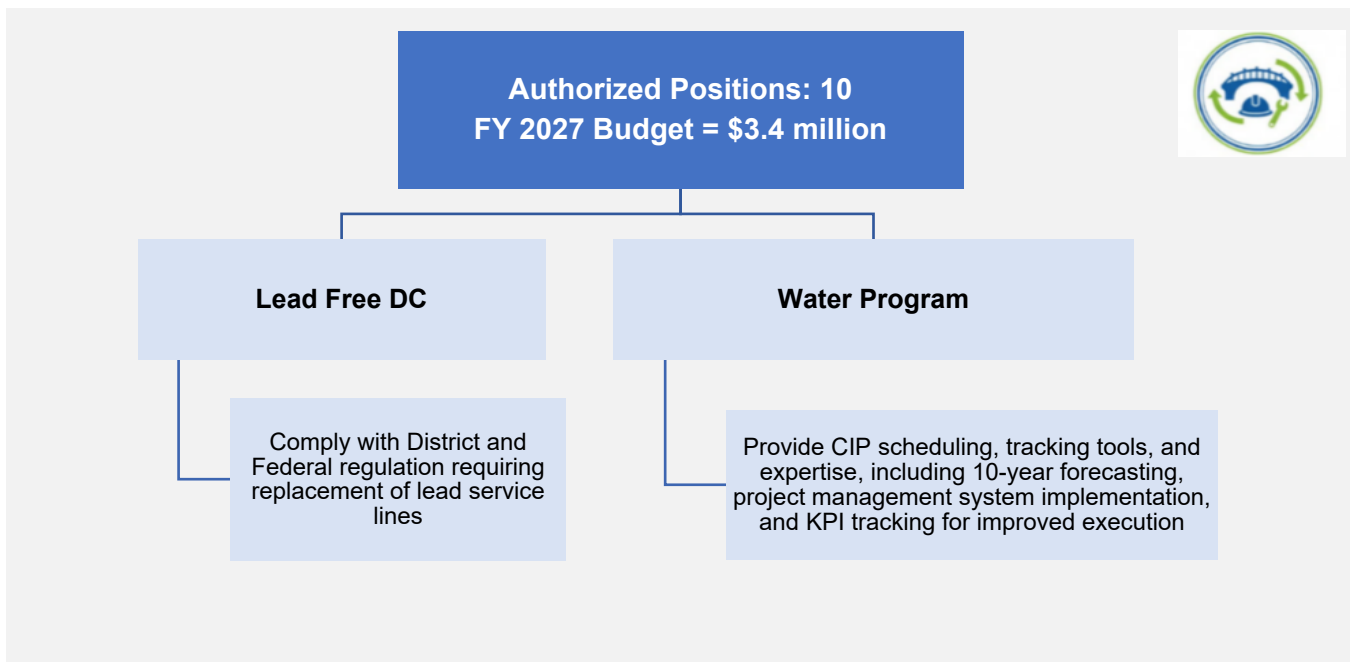 Authorized Positions: 10
FY 2027 Budget = $3.4 million
Lead Free DC
Water Program
Comply with District and
Federal regulation requiring
replacement of lead service
lines
Provide CIP scheduling, tracking tools, and
expertise, including 10-year forecasting,
project management system implementation,
and KPI tracking for improved execution